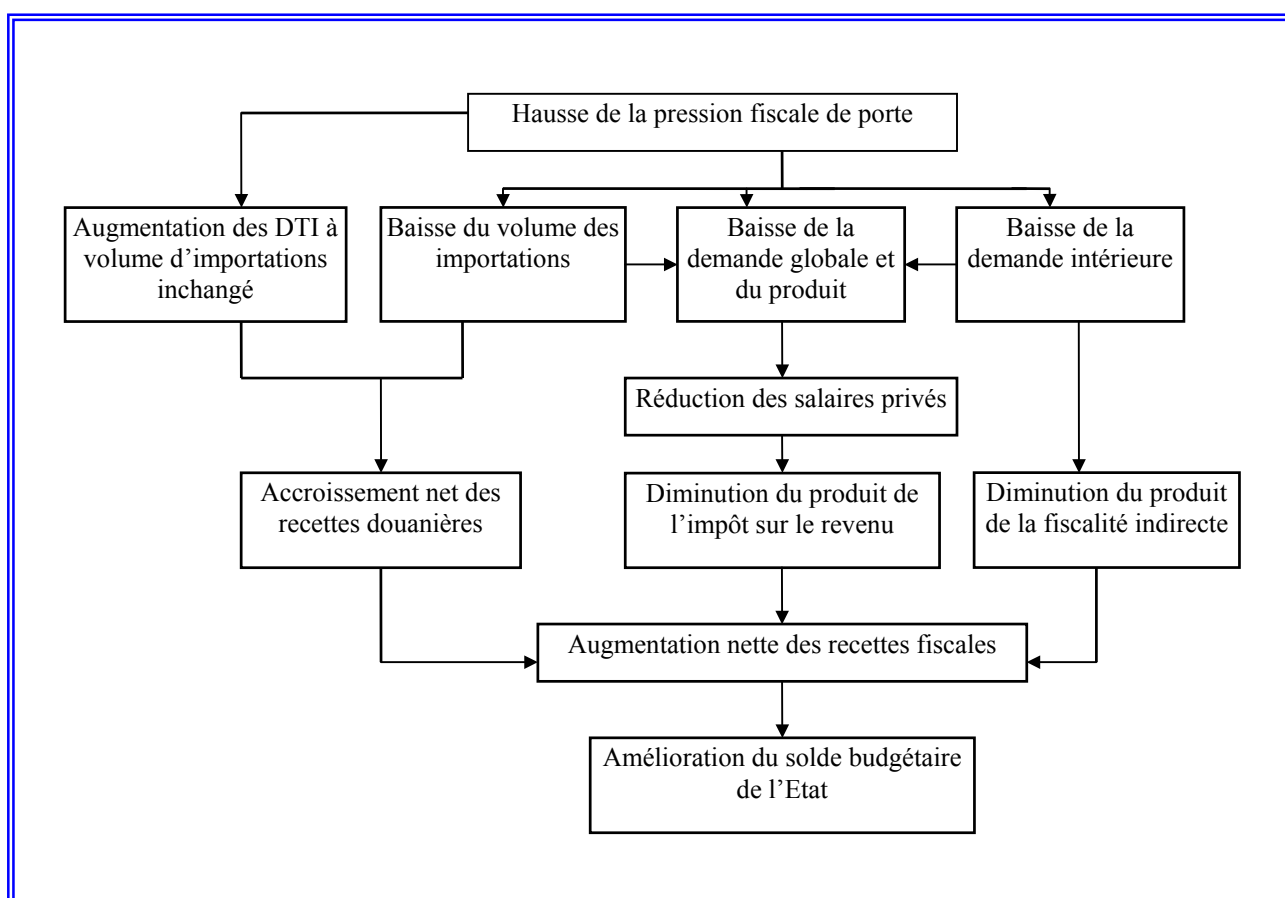 Hausse de la pression fiscale de porte
Augmentation des DTI à
volume d’importations
inchangé
Baisse du volume des
importations
Baisse de la
demande globale et
du produit
Baisse de la
demande intérieure
Réduction des salaires privés
Accroissement net des
recettes douanières
Diminution du produit de
l’impôt sur le revenu
Diminution du produit
de la fiscalité indirecte
Augmentation nette des recettes fiscales
Amélioration du solde budgétaire
de l’Etat